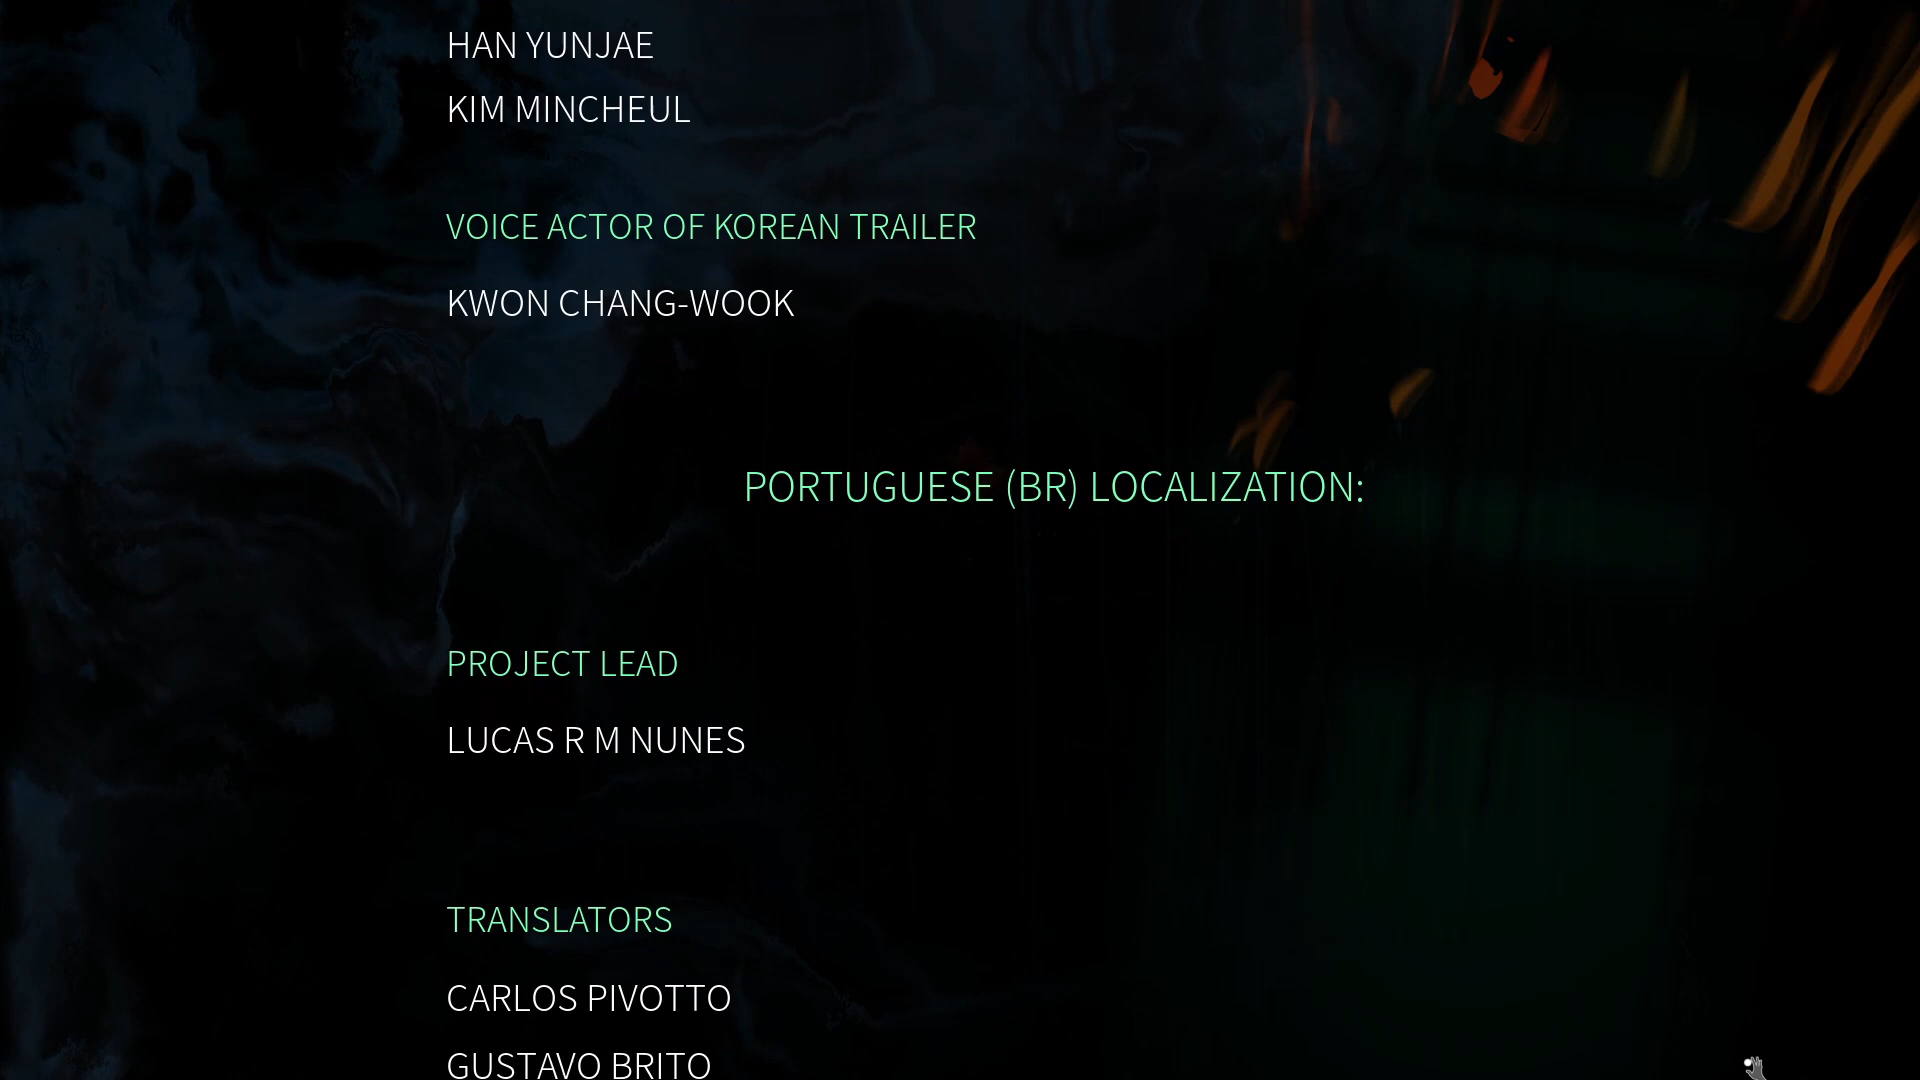 HAN YUNJAE
KIM MINCHEUL
VOICE ACTOR OF KOREAN TRAILER
KWON CHANG-WOOK
PORTUGUESE (BR) LOCALIZATION:
PROJECT LEAD
LUCAS R M NUNES
TRANSLATORS
CARLOS PIVOTTO
GUSTAVO BRITO